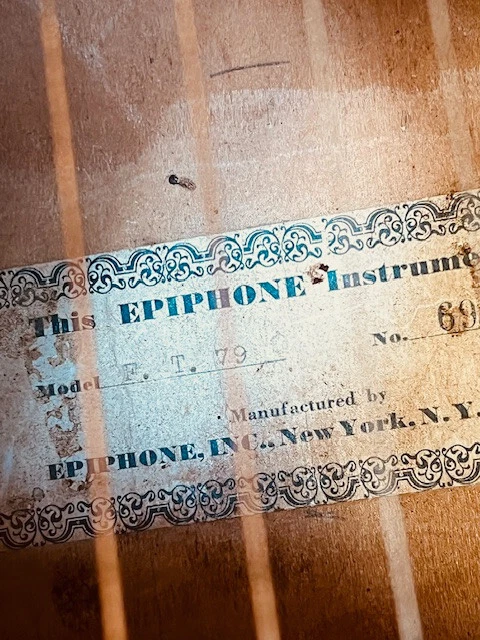 This EPIPHONE Instrume
No. 69
Model F. T. 79
Manufactured by
EPIPHONE, INC., New York, N. Y.